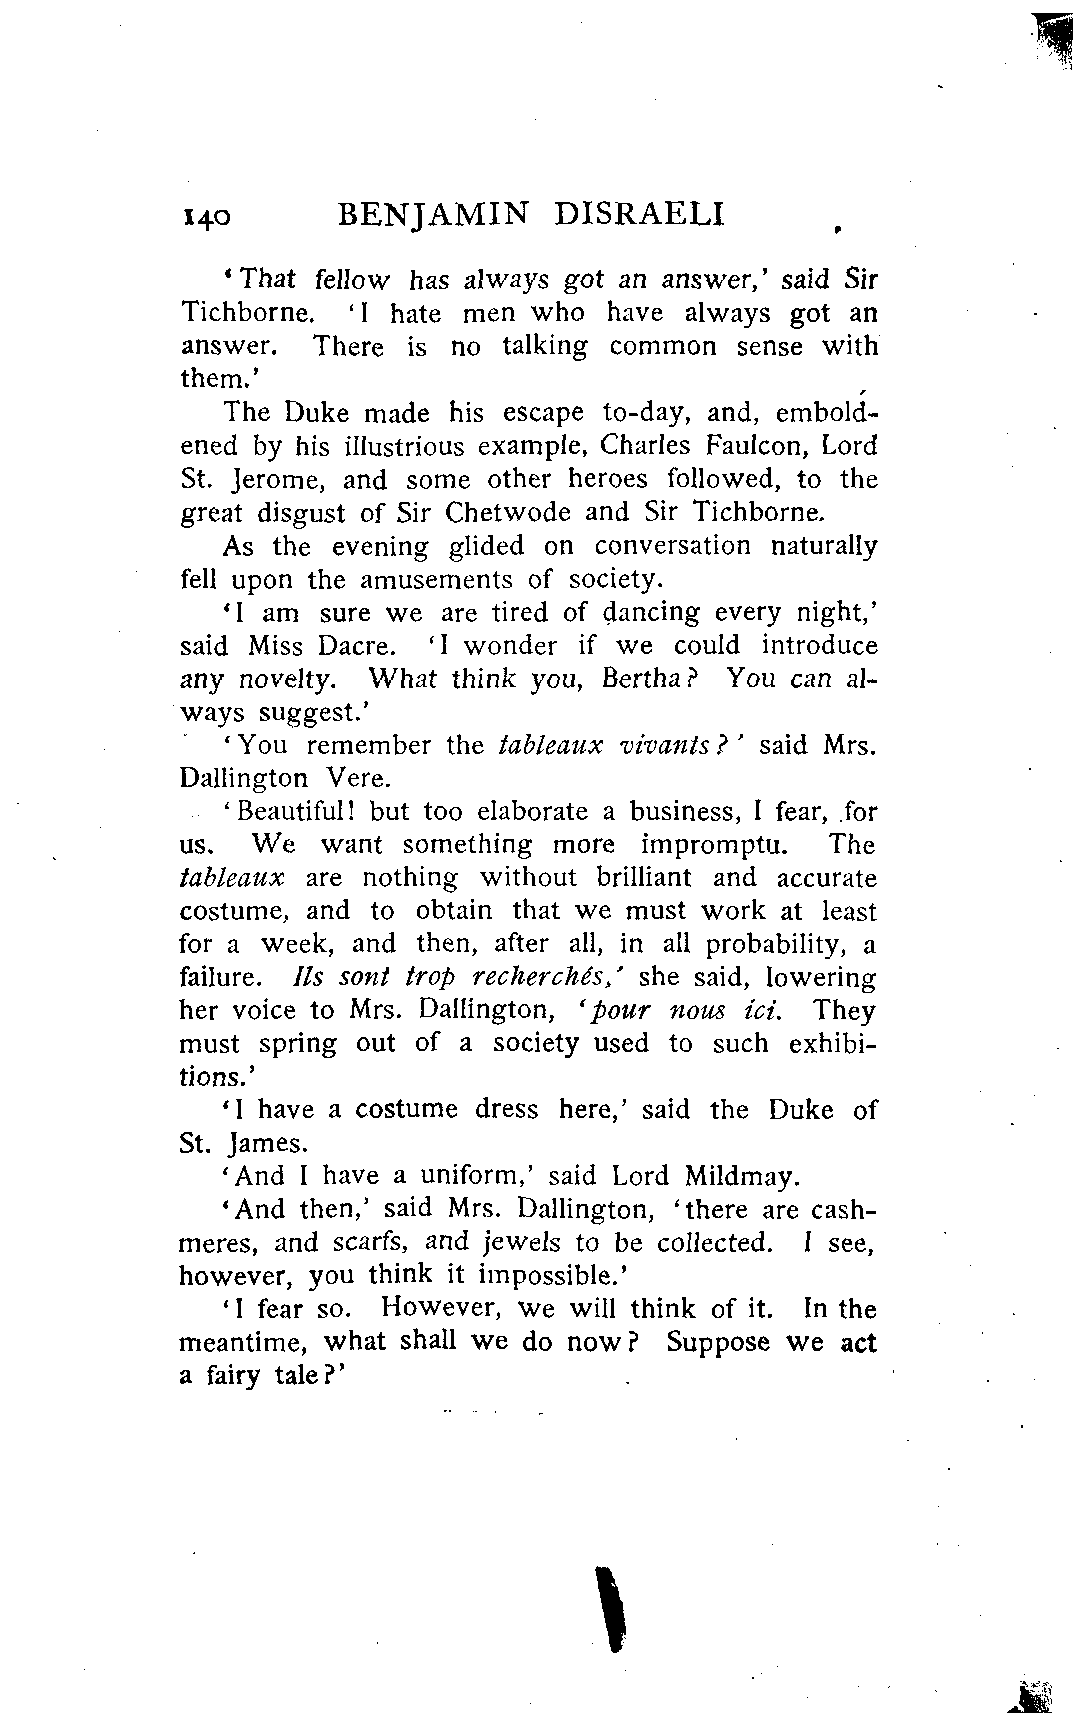 140 BENJAMIN DISRAELI
‘That fellow has always got an answer,’ said Sir
Tichborne. ‘I hate men who have always got an
answer. There is no talking common sense with
them.’
The Duke made his escape to-day, and, embold-
ened by his illustrious example, Charles Faulcon, Lord
St. Jerome, and some other heroes followed, to the
great disgust of Sir Chetwode and Sir Tichborne.
As the evening glided on conversation naturally
fell upon the amusements of society.
‘I am sure we are tired of dancing every night,’
said Miss Dacre. ‘I wonder if we could introduce
any novelty. What think you, Bertha? You can al-
ways suggest.’
‘You remember the tableaux vivants?’ said Mrs.
Dallington Vere.
‘Beautiful! but too elaborate a business, I fear, for
us. We want something more impromptu. The
tableaux are nothing without brilliant and accurate
costume, and to obtain that we must work at least
for a week, and then, after all, in all probability, a
failure. Ils sont trop recherchés,’ she said, lowering
her voice to Mrs. Dallington, ‘pour nous ici. They
must spring out of a society used to such exhibi-
tions.’
‘I have a costume dress here,’ said the Duke of
St. James.
‘And I have a uniform,’ said Lord Mildmay.
‘And then,’ said Mrs. Dallington, ‘there are cash-
meres, and scarfs, and jewels to be collected. I see,
however, you think it impossible.’
‘I fear so. However, we will think of it. In the
meantime, what shall we do now? Suppose we act
a fairy tale?’